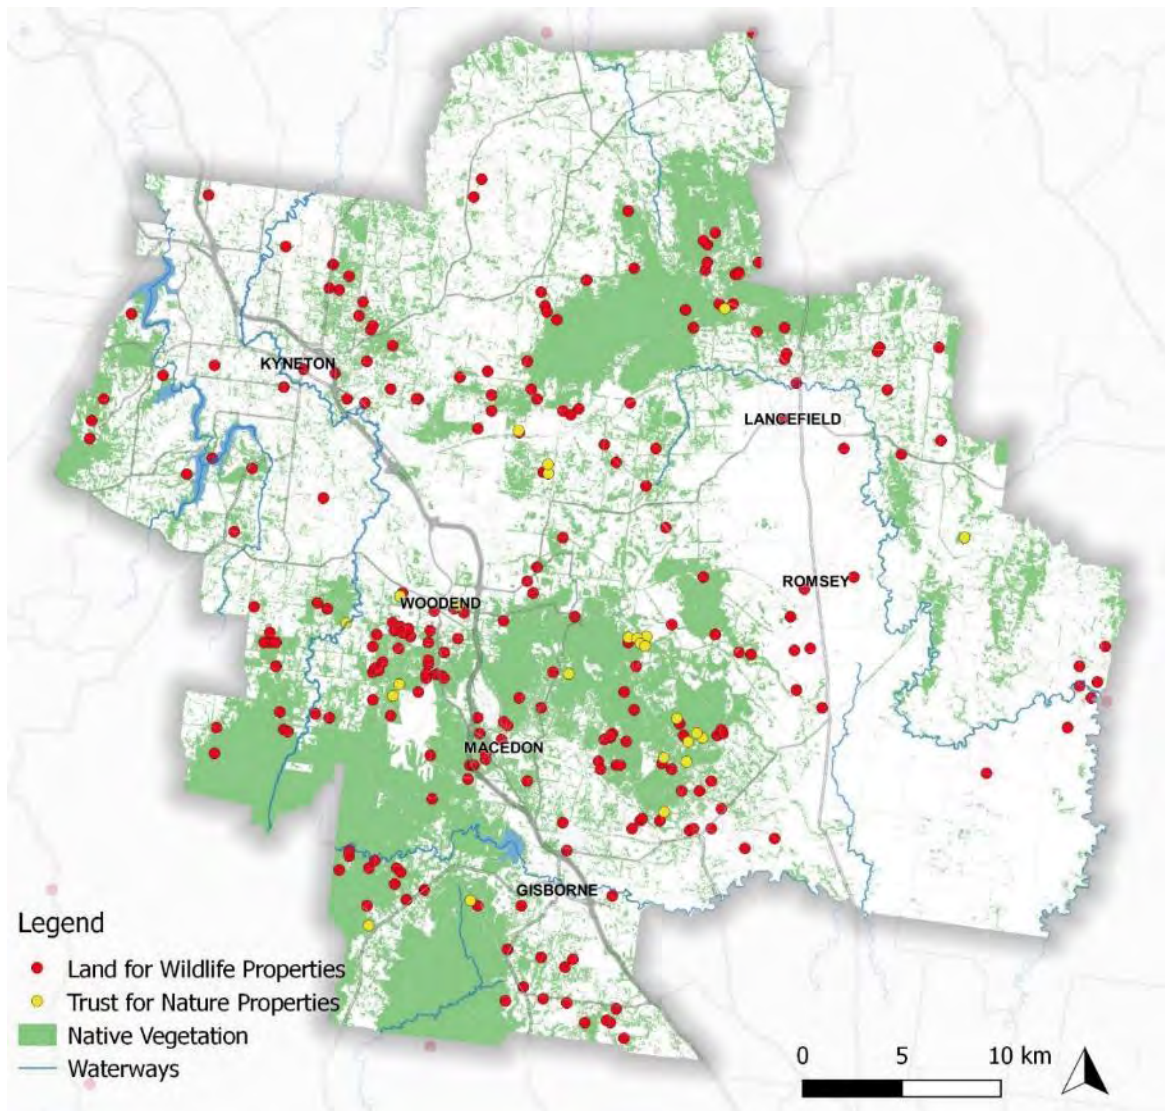 KYNETON
LANCEFIELD
ROMSEY
WOODEND
MACEDON
GISBORNE
Legend
Land for Wildlife Properties
Trust for Nature Properties
Native Vegetation
Waterways
0 5 10 km